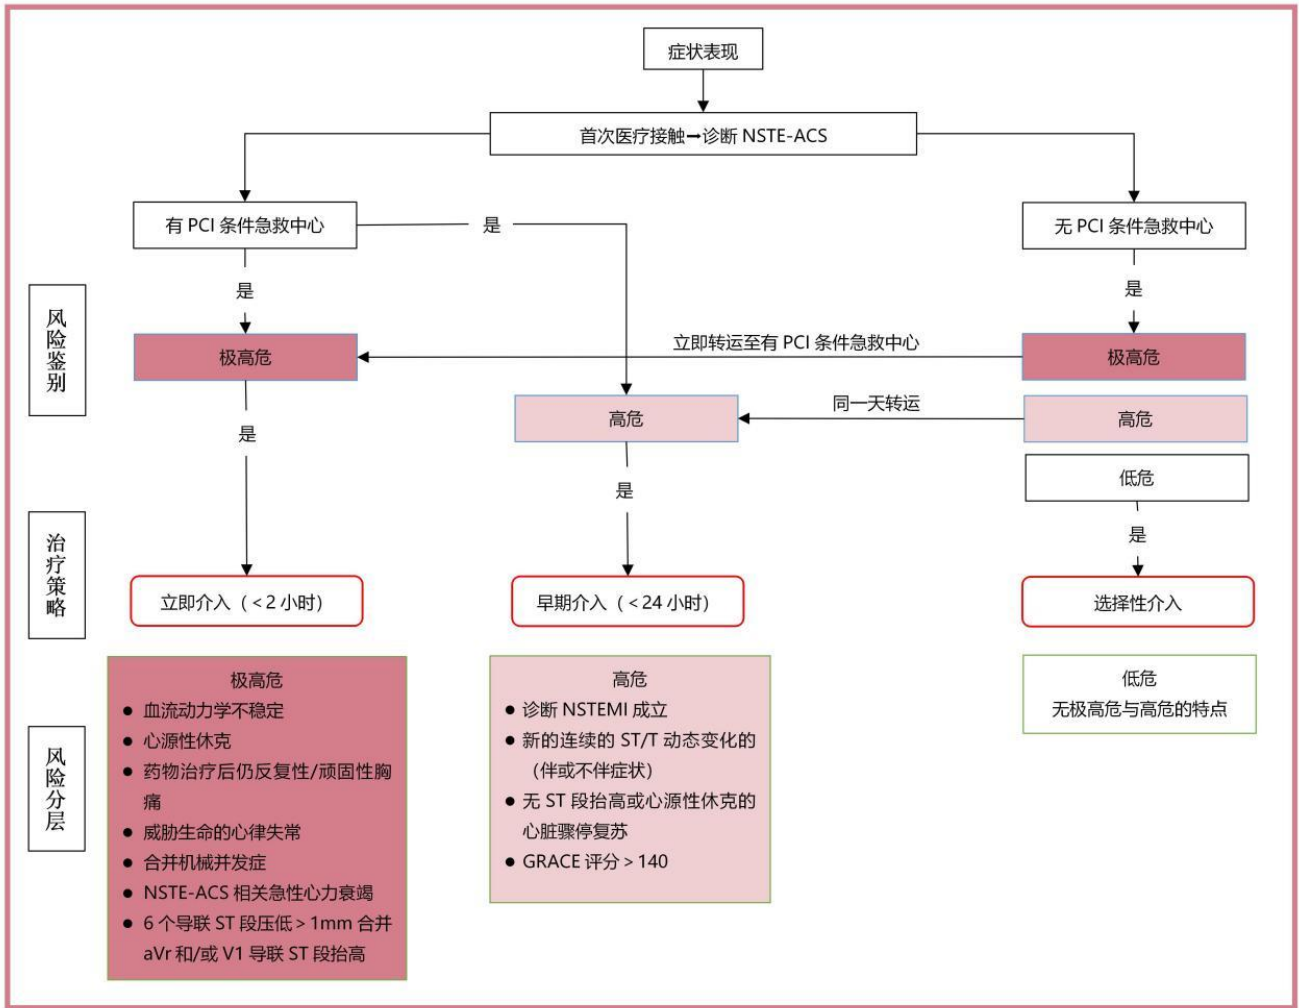 症状表现
首次医疗接触→诊断 NSTE-ACS
有 PCI 条件急救中心
是
无 PCI 条件急救中心
是
是
风险鉴别
极高危
立即转运至有 PCI 条件急救中心
极高危
高危
同一天转运
高危
是
低危
是
是
治疗策略
立即介入（＜2 小时）
早期介入（＜24 小时）
选择性介入
风险分层
极高危
● 血流动力学不稳定
● 心源性休克
● 药物治疗后仍反复性/顽固性胸
痛
● 威胁生命的心律失常
● 合并机械并发症
● NSTE-ACS 相关急性心力衰竭
● 6 个导联 ST 段压低＞1mm 合并
aVr 和/或 V1 导联 ST 段抬高
高危
● 诊断 NSTEMI 成立
● 新的连续的 ST/T 动态变化的
（伴或不伴症状）
● 无 ST 段抬高或心源性休克的
心脏骤停复苏
● GRACE 评分＞140
低危
无极高危与高危的特点